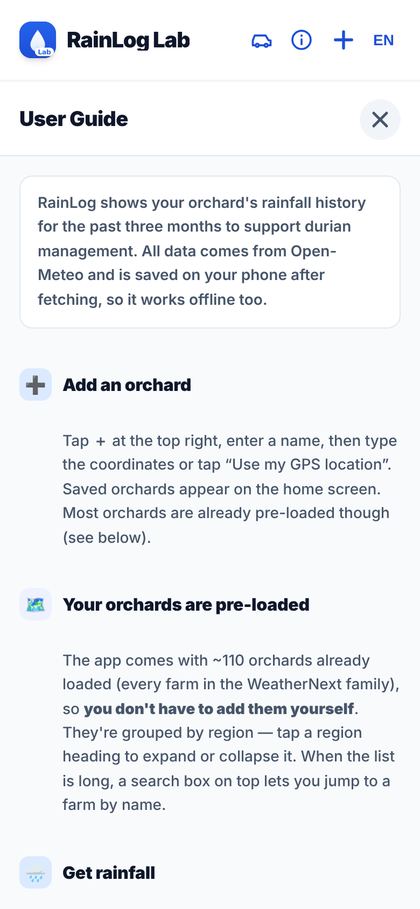 Lab
RainLog Lab
EN
User Guide
RainLog shows your orchard's rainfall history
for the past three months to support durian
management. All data comes from Open-
Meteo and is saved on your phone after
fetching, so it works offline too.
Add an orchard
Tap + at the top right, enter a name, then type
the coordinates or tap “Use my GPS location”.
Saved orchards appear on the home screen.
Most orchards are already pre-loaded though
(see below).
Your orchards are pre-loaded
The app comes with ~110 orchards already
loaded (every farm in the WeatherNext family),
so you don't have to add them yourself.
They're grouped by region — tap a region
heading to expand or collapse it. When the list
is long, a search box on top lets you jump to a
farm by name.
Get rainfall